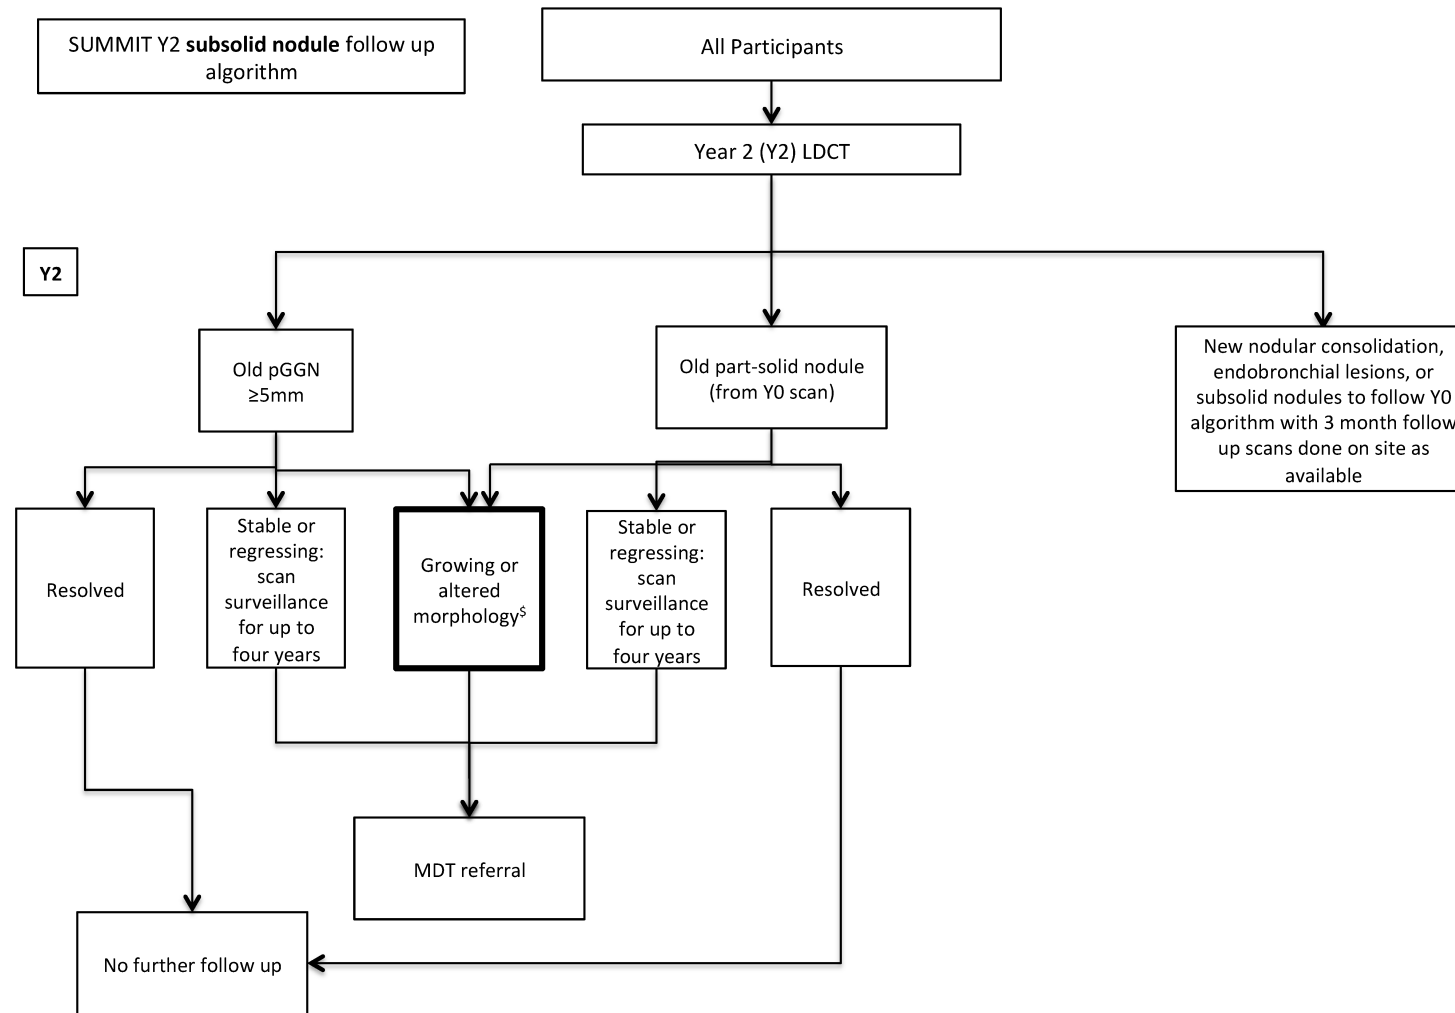 SUMMIT Y2 subsolid nodule follow up
algorithm
All Participants
Year 2 (Y2) LDCT
Y2
Old pGGN
≥5mm
Old part-solid nodule
(from Y0 scan)
New nodular consolidation,
endobronchial lesions, or
subsolid nodules to follow Y0
algorithm with 3 month follow
up scans done on site as
available
Resolved
Stable or
regressing:
scan
surveillance
for up to
four years
Growing or
altered
morphology$
Stable or
regressing:
scan
surveillance
for up to
four years
Resolved
MDT referral
No further follow up